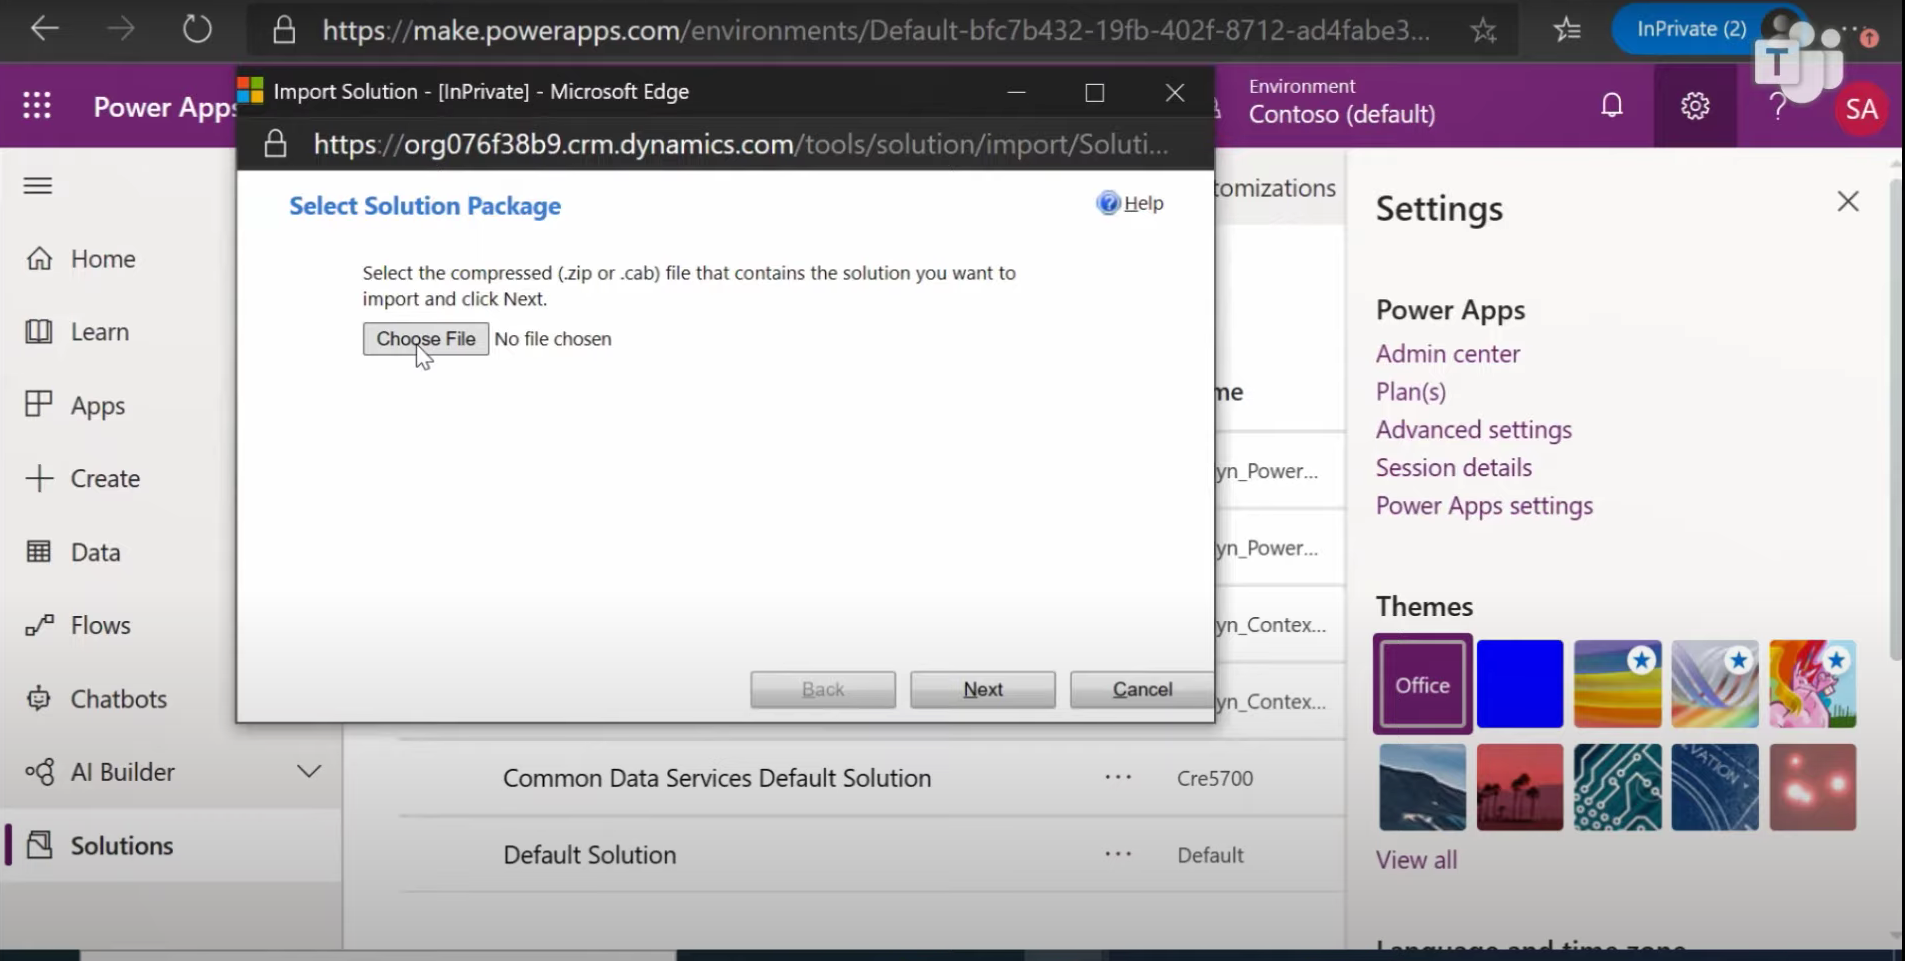 https://make.powerapps.com/environments/Default-bfc7b432-19fb-402f-8712-ad4fabe3...
InPrivate (2)
T
Power Apps
Import Solution - [InPrivate] - Microsoft Edge
Environment
Contoso (default)
?
SA
https://org076f38b9.crm.dynamics.com/tools/solution/import/Soluti...
Select Solution Package
Help
tomizations
Settings
Home
Learn
Apps
Create
Data
Flows
Chatbots
AI Builder
Solutions
Select the compressed (.zip or .cab) file that contains the solution you want to
import and click Next.
Choose File No file chosen
me
yn_Power...
yn_Power...
yn_Contex...
yn_Contex...
Back
Next
Cancel
Common Data Services Default Solution ... Cre5700
Default Solution ... Default
Power Apps
Admin center
Plan(s)
Advanced settings
Session details
Power Apps settings
Themes
Office
VATION
View all
Language and time zone